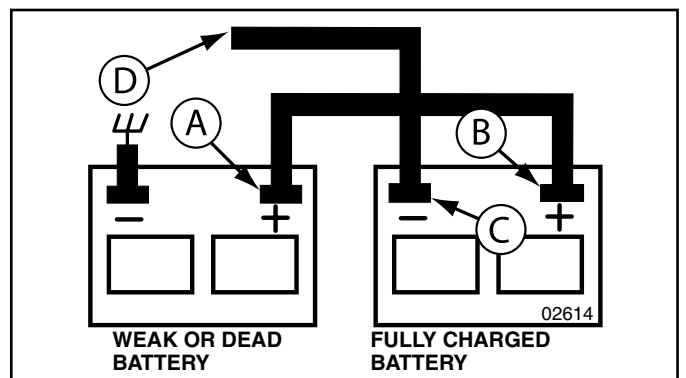 D
A
B
C
− +
− +
02614
WEAK OR DEAD
BATTERY
FULLY CHARGED
BATTERY